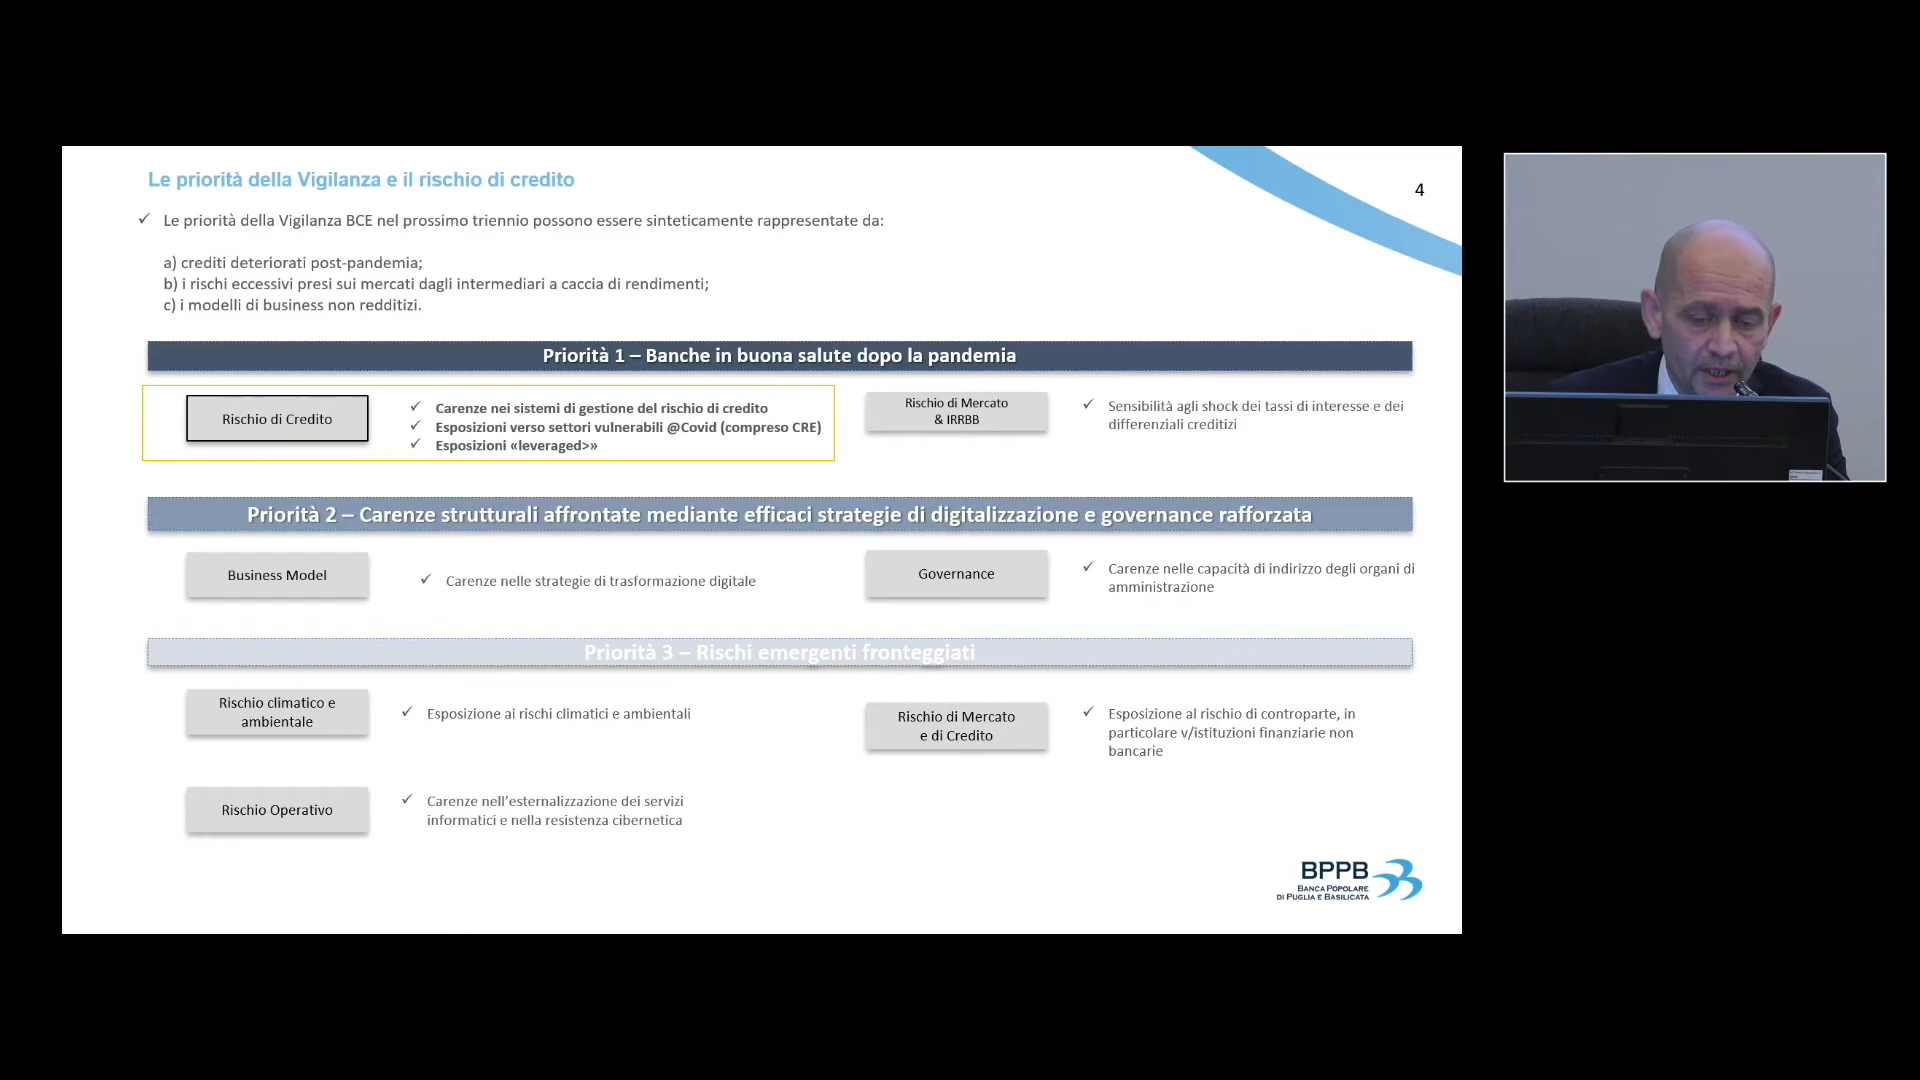 Le priorità della Vigilanza e il rischio di credito
4
✓ Le priorità della Vigilanza BCE nel prossimo triennio possono essere sinteticamente rappresentate da:
a) crediti deteriorati post-pandemia;
b) i rischi eccessivi presi sui mercati dagli intermediari a caccia di rendimenti;
c) i modelli di business non redditizi.
Priorità 1 – Banche in buona salute dopo la pandemia
Rischio di Credito
✓ Carenze nei sistemi di gestione del rischio di credito
✓ Esposizioni verso settori vulnerabili @Covid (compreso CRE)
✓ Esposizioni «leveraged>»
Rischio di Mercato
& IRRBB
✓ Sensibilità agli shock dei tassi di interesse e dei
differenziali creditizi
Priorità 2 – Carenze strutturali affrontate mediante efficaci strategie di digitalizzazione e governance rafforzata
Business Model
✓ Carenze nelle strategie di trasformazione digitale
Governance
✓ Carenze nelle capacità di indirizzo degli organi di
amministrazione
Priorità 3 – Rischi emergenti fronteggiati
Rischio climatico e
ambientale
✓ Esposizione ai rischi climatici e ambientali
Rischio di Mercato
e di Credito
✓ Esposizione al rischio di controparte, in
particolare v/istituzioni finanziarie non
bancarie
Rischio Operativo
✓ Carenze nell’esternalizzazione dei servizi
informatici e nella resistenza cibernetica
BPPB
BANCA POPOLARE
DI PUGLIA E BASILICATA